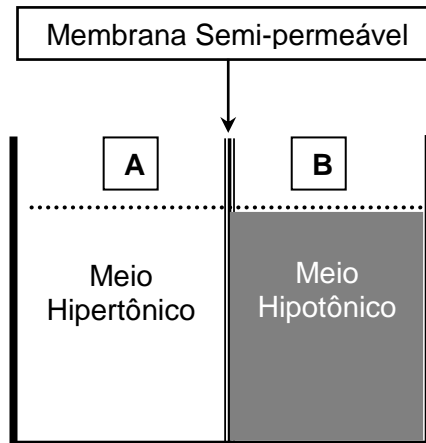 Membrana Semi-permeável
A
B
Meio
Hipertônico
Meio
Hipotônico